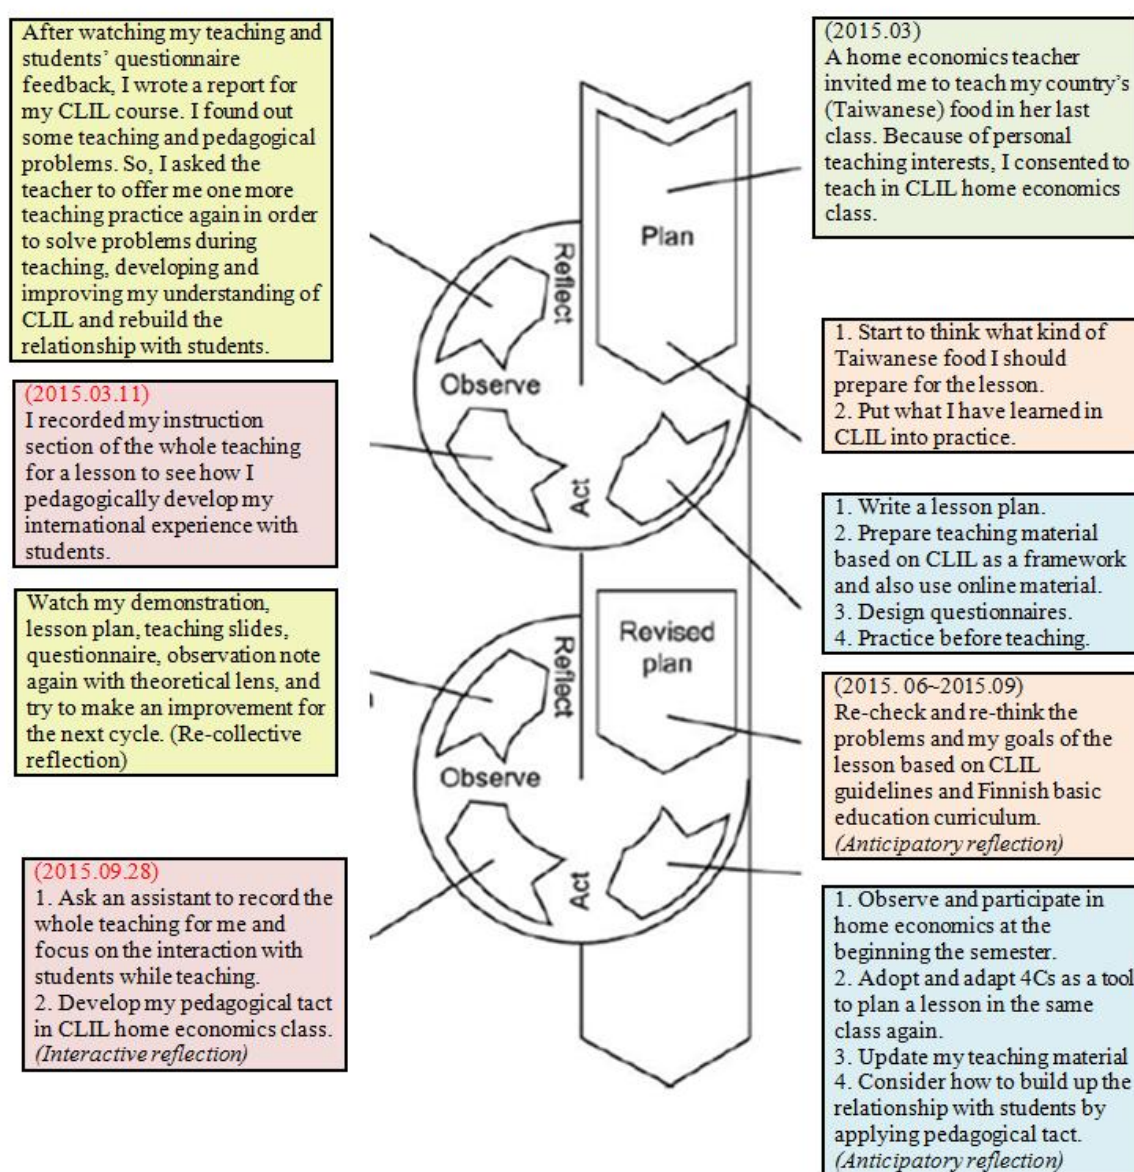 After watching my teaching and
students’ questionnaire
feedback, I wrote a report for
my CLIL course. I found out
some teaching and pedagogical
problems. So, I asked the
teacher to offer me one more
teaching practice again in order
to solve problems during
teaching, developing and
improving my understanding of
CLIL and rebuild the
relationship with students.
(2015.03.11)
I recorded my instruction
section of the whole teaching
for a lesson to see how I
pedagogically develop my
international experience with
students.
Watch my demonstration,
lesson plan, teaching slides,
questionnaire, observation note
again with theoretical lens, and
try to make an improvement for
the next cycle. (Re-collective
reflection)
(2015.09.28)
1. Ask an assistant to record the
whole teaching for me and
focus on the interaction with
students while teaching.
2. Develop my pedagogical tact
in CLIL home economics class.
(Interactive reflection)
Plan
Reflect
Observe
Act
Revised
plan
Reflect
Observe
Act
(2015.03)
A home economics teacher
invited me to teach my country’s
(Taiwanese) food in her last
class. Because of personal
teaching interests, I consented to
teach in CLIL home economics
class.
1. Start to think what kind of
Taiwanese food I should
prepare for the lesson.
2. Put what I have learned in
CLIL into practice.
1. Write a lesson plan.
2. Prepare teaching material
based on CLIL as a framework
and also use online material.
3. Design questionnaires.
4. Practice before teaching.
(2015. 06~2015.09)
Re-check and re-think the
problems and my goals of the
lesson based on CLIL
guidelines and Finnish basic
education curriculum.
(Anticipatory reflection)
1. Observe and participate in
home economics at the
beginning the semester.
2. Adopt and adapt 4Cs as a tool
to plan a lesson in the same
class again.
3. Update my teaching material
4. Consider how to build up the
relationship with students by
applying pedagogical tact.
(Anticipatory reflection)